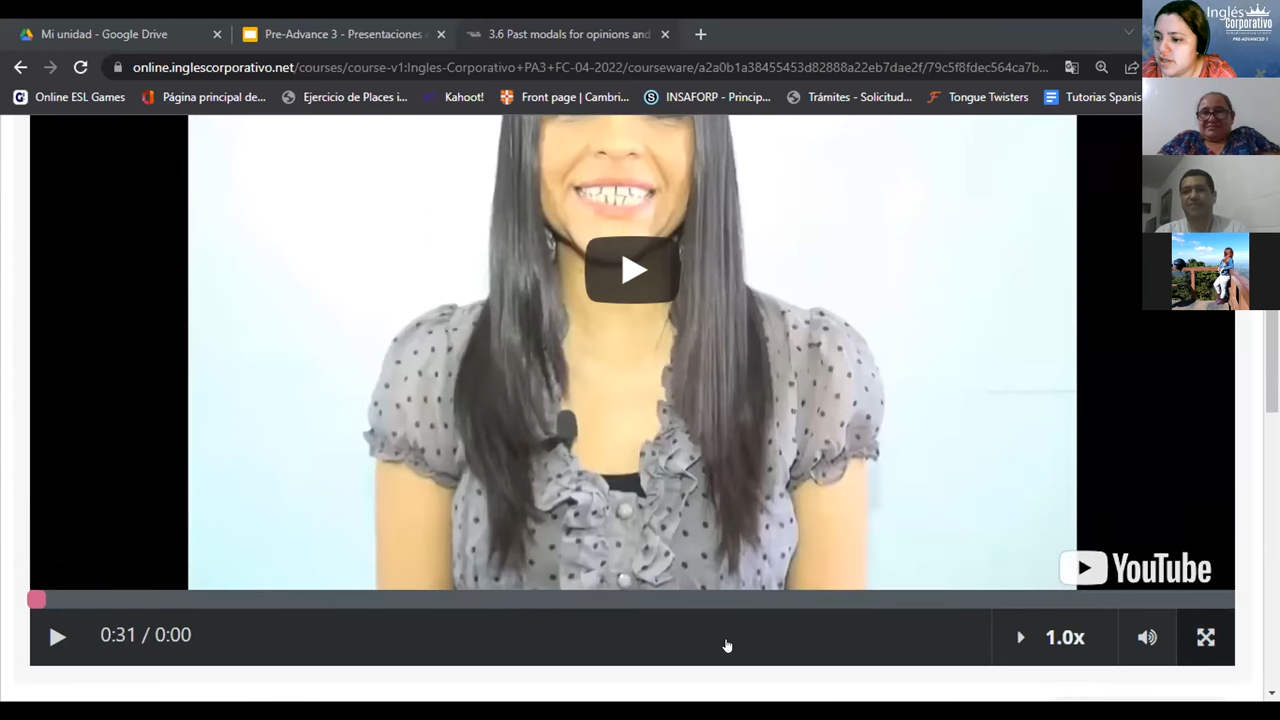 Mi unidad - Google Drive
Pre-Advance 3 - Presentaciones
3.6 Past modals for opinions and
online.inglescorporativo.net/courses/course-v1:Ingles-Corporativo+PA3+FC-04-2022/courseware/a2a0b1a38455453d82888a22eb7dae2f/79c5f8fdec564ca7b...
Online ESL Games
Página principal de...
Ejercicio de Places i...
Kahoot!
Front page | Cambri...
INSAFORP - Princip...
Trámites - Solicitud...
Tongue Twisters
Tutorias Spanis
Inglés
Corporativo
PRE-ADVANCED 1
YouTube
0:31 / 0:00
1.0x